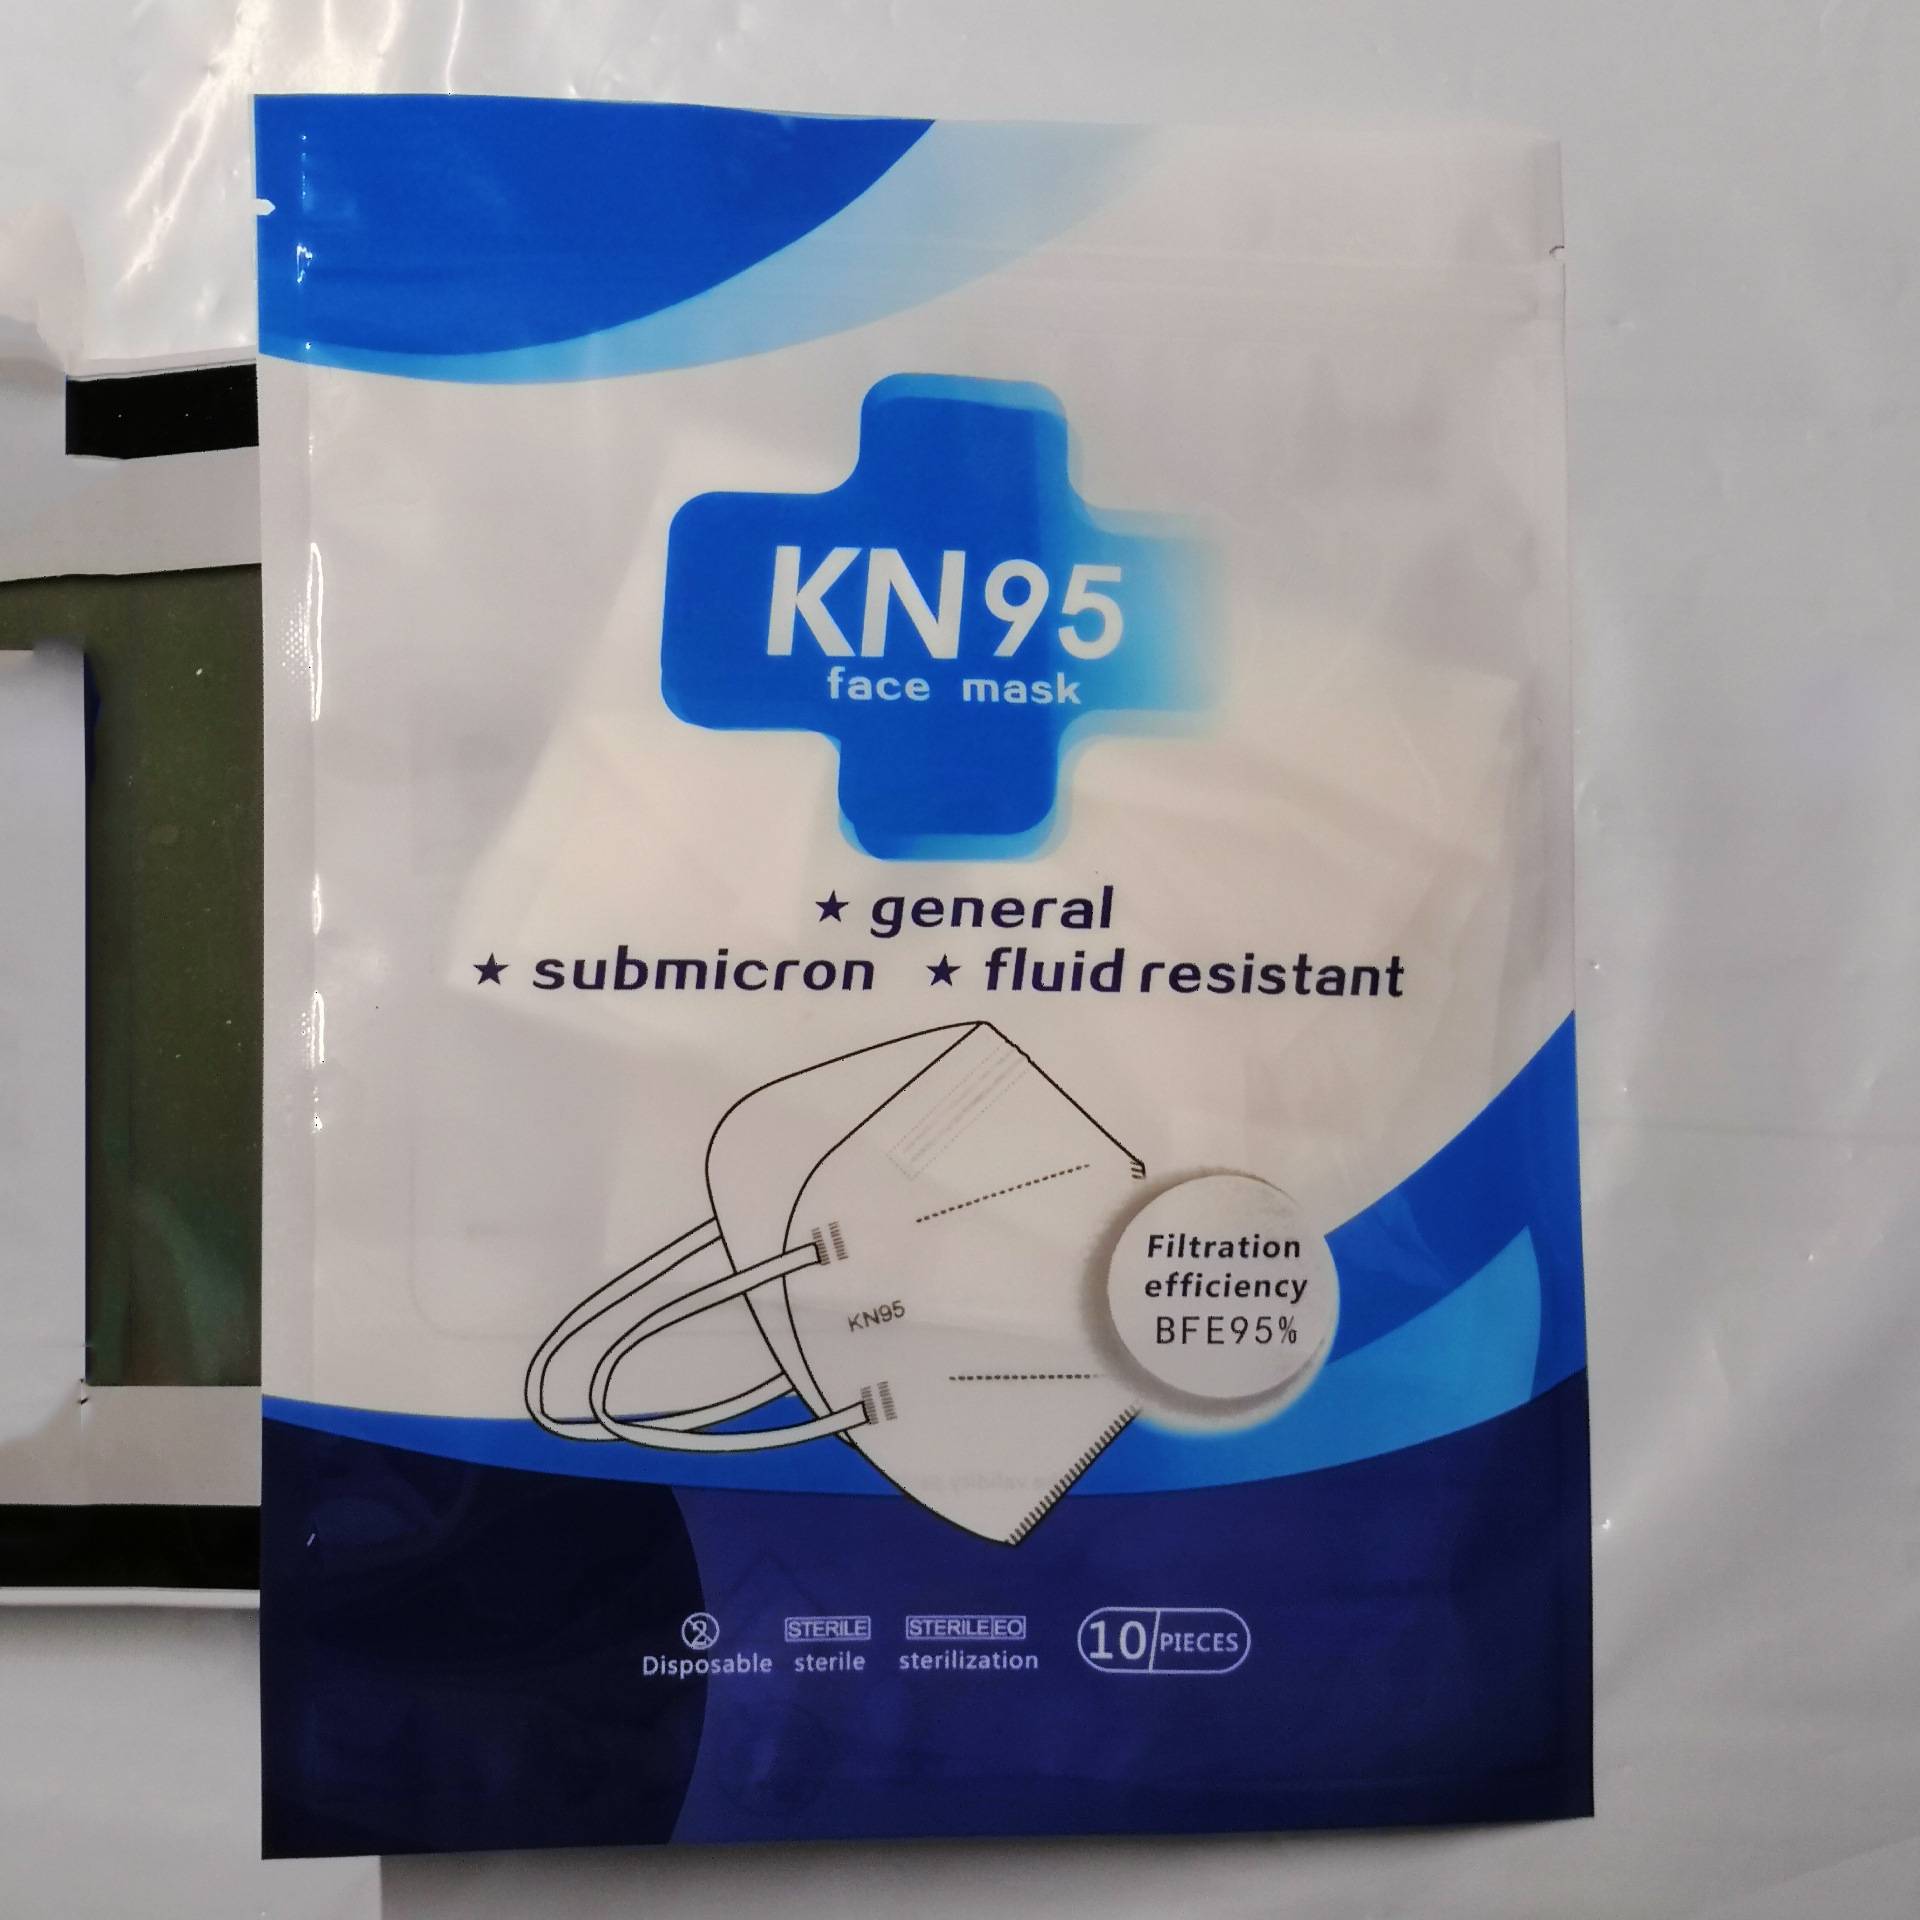 KN95
face mask
★ general
★ submicron ★ fluid resistant
Filtration
efficiency
BFE95%
KN95
2
Disposable
STERILE
sterile
STERILE EO
sterilization
10 PIECES